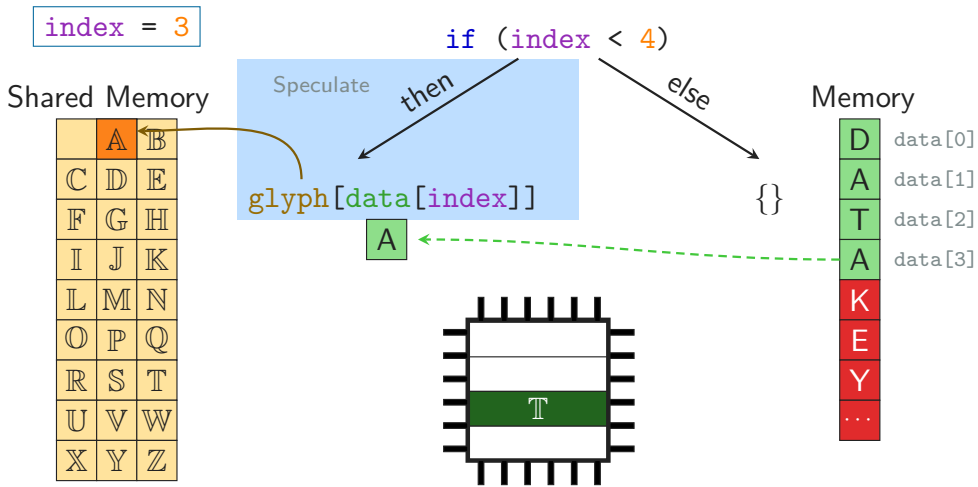 index = 3
if (index < 4)
Speculate
then
else
Shared Memory
𝔸 𝔹
ℂ 𝔻 𝔼
𝔽 𝔾 ℍ
𝕀 𝕁 𝕂
𝕃 𝕄 ℕ
𝕆 ℙ ℚ
ℝ 𝕊 𝕋
𝕌 𝕍 𝕎
𝕏 𝕐 ℤ
glyph[data[index]]
A
{}
𝕋
Memory
D data[0]
A data[1]
T data[2]
A data[3]
K
E
Y
...